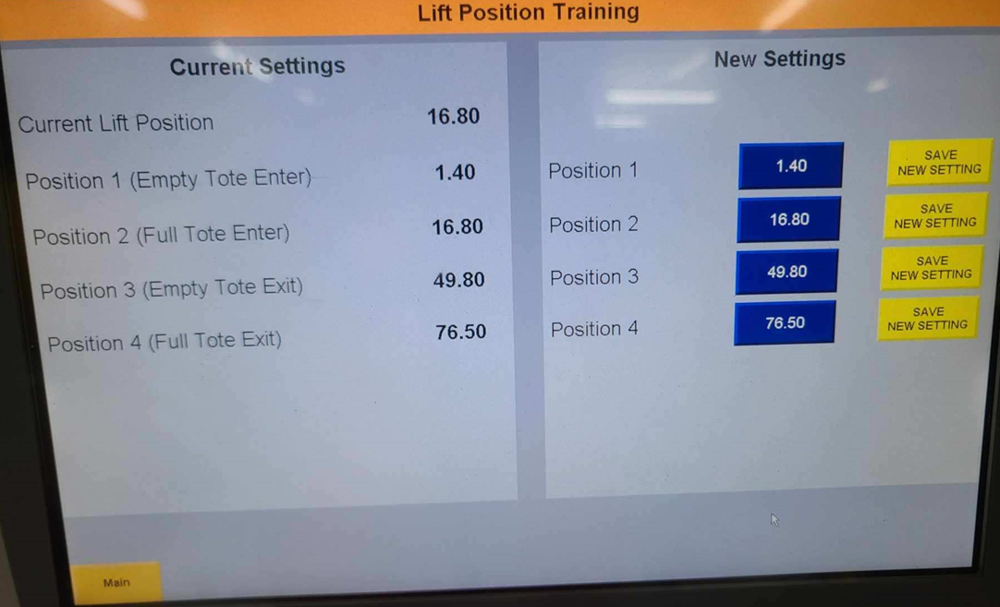 Lift Position Training
Current Settings
Current Lift Position 16.80
Position 1 (Empty Tote Enter) 1.40
Position 2 (Full Tote Enter) 16.80
Position 3 (Empty Tote Exit) 49.80
Position 4 (Full Tote Exit) 76.50
New Settings
Position 1 1.40 SAVE
NEW SETTING
Position 2 16.80 SAVE
NEW SETTING
Position 3 49.80 SAVE
NEW SETTING
Position 4 76.50 SAVE
NEW SETTING
Main